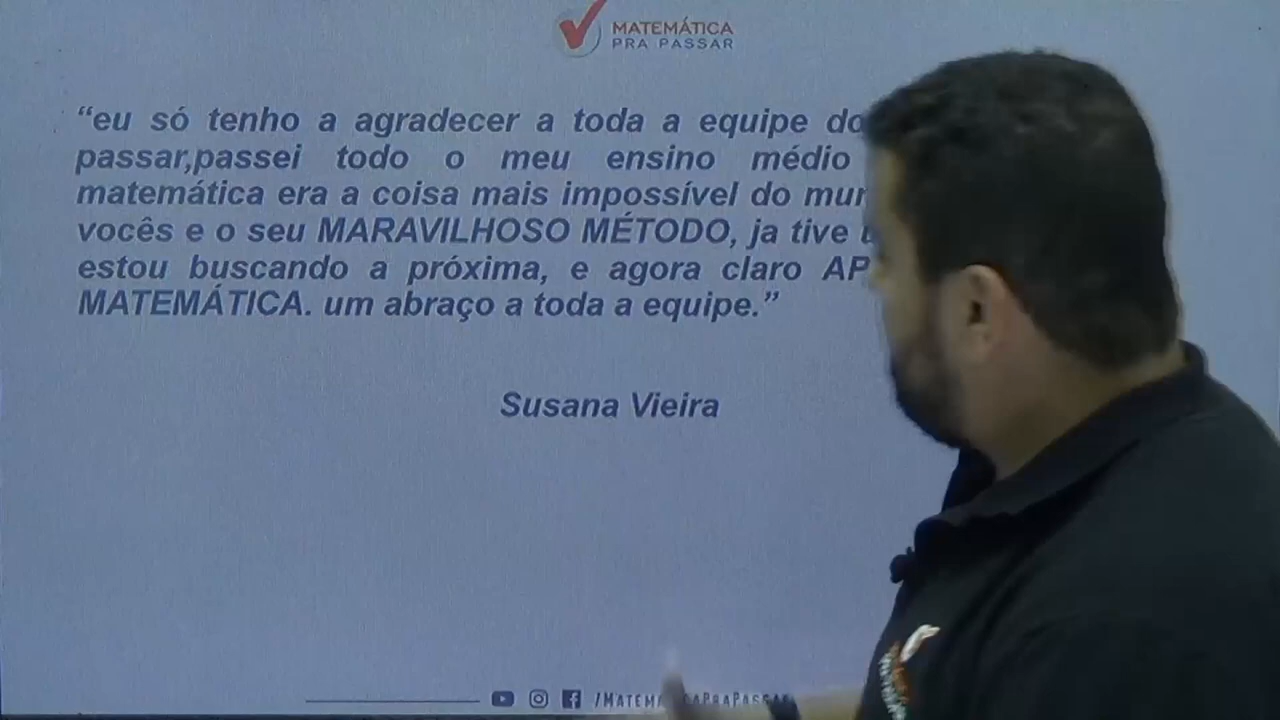 MATEMÁTICA
PRA PASSAR
“eu só tenho a agradecer a toda a equipe do
passar,passei todo o meu ensino médio
matemática era a coisa mais impossível do
vocês e o seu MARAVILHOSO MÉTODO, ja tive
estou buscando a próxima, e agora claro
MATEMÁTICA. um abraço a toda a equipe.”
Susana Vieira